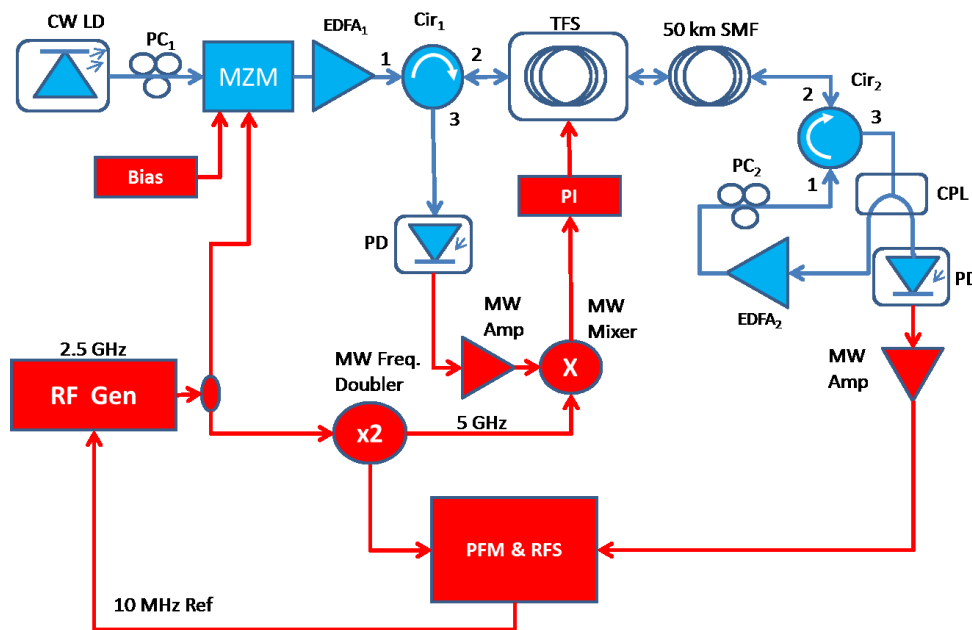 CW LD
PC1
EDFA1
Cir1
TFS
50 km SMF
MZM
1
2
3
Cir2
2
3
1
Bias
PC2
CPL
PI
PD
PD
EDFA2
MW
Amp
MW
Mixer
2.5 GHz
MW Freq.
Doubler
MW
Amp
RF Gen
X
x2
5 GHz
PFM & RFS
10 MHz Ref